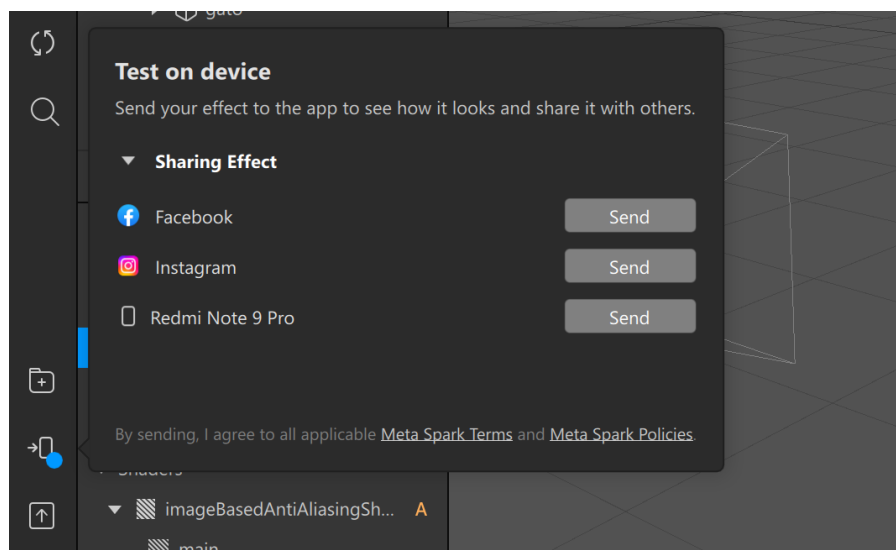 gato
Test on device
Send your effect to the app to see how it looks and share it with others.
Sharing Effect
Facebook
Send
Instagram
Send
Redmi Note 9 Pro
Send
By sending, I agree to all applicable Meta Spark Terms and Meta Spark Policies.
Shaders
imageBasedAntiAliasingSh... A
main